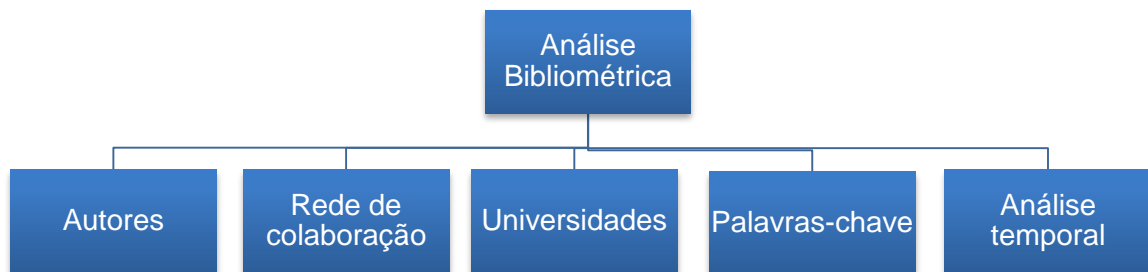 Análise
Bibliométrica
Autores
Rede de
colaboração
Universidades
Palavras-chave
Análise
temporal